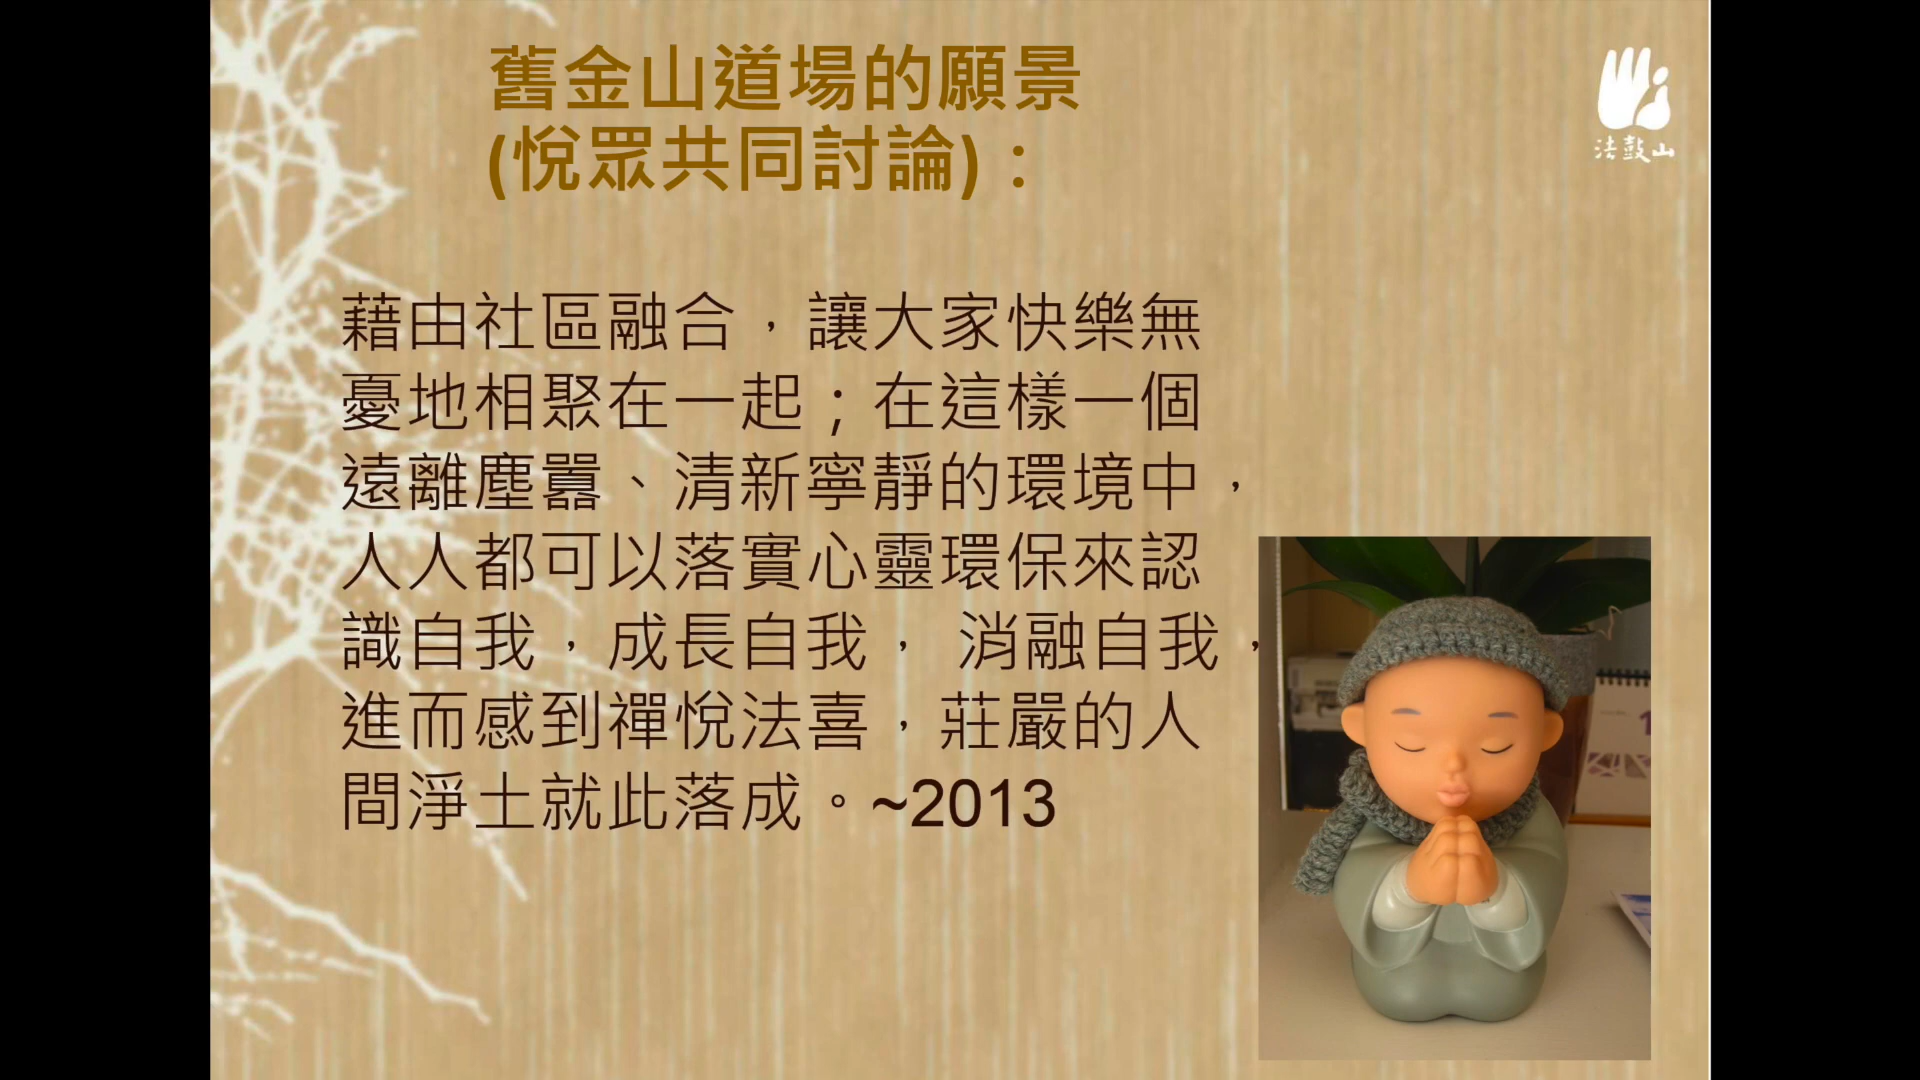 舊金山道場的願景
(悅眾共同討論)：
法鼓山
藉由社區融合，讓大家快樂無
憂地相聚在一起；在這樣一個
遠離塵囂、清新寧靜的環境中，
人人都可以落實心靈環保來認
識自我，成長自我， 消融自我，
進而感到禪悅法喜，莊嚴的人
間淨土就此落成。~2013